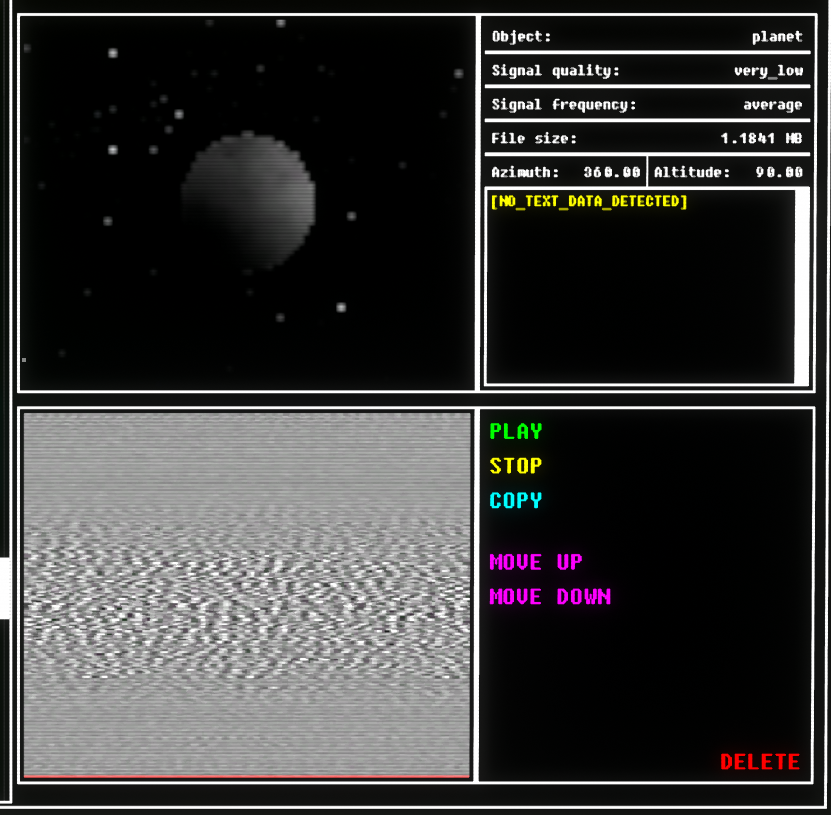 Object: planet
Signal quality: very_low
Signal frequency: average
File size: 1.1841 MB
Azimuth: 360.00 Altitude: 90.00
[NO_TEXT_DATA_DETECTED]
PLAY
STOP
COPY
MOVE UP
MOVE DOWN
DELETE